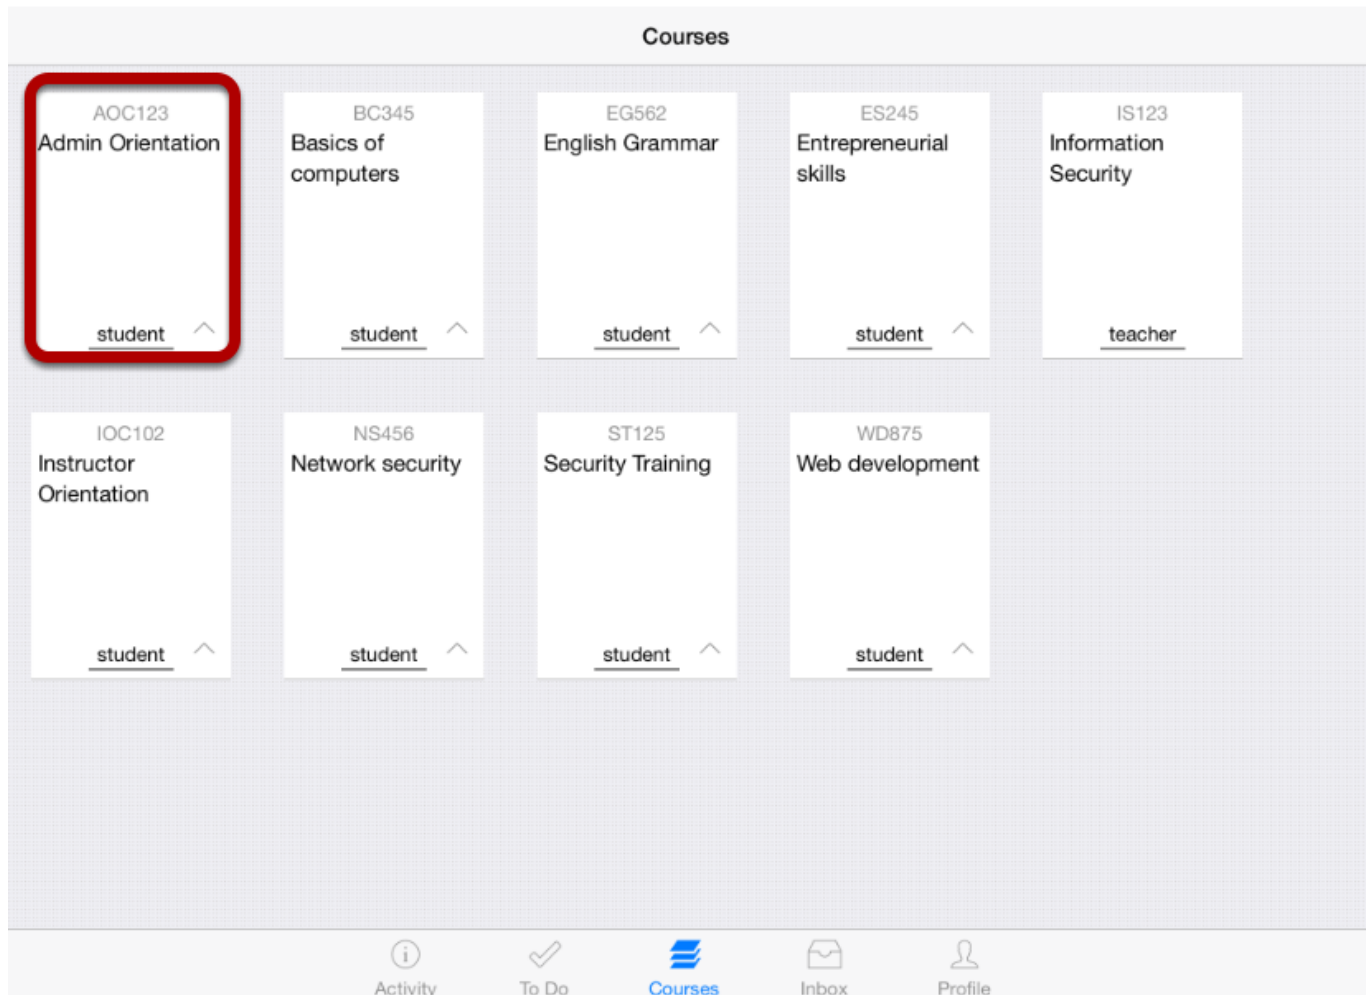 Courses
AOC123
Admin Orientation
student
BC345
Basics of
computers
student
EG562
English Grammar
student
ES245
Entrepreneurial
skills
student
IS123
Information
Security
teacher
IOC102
Instructor
Orientation
student
NS456
Network security
student
ST125
Security Training
student
WD875
Web development
student
Activity
To Do
Courses
Inbox
Profile